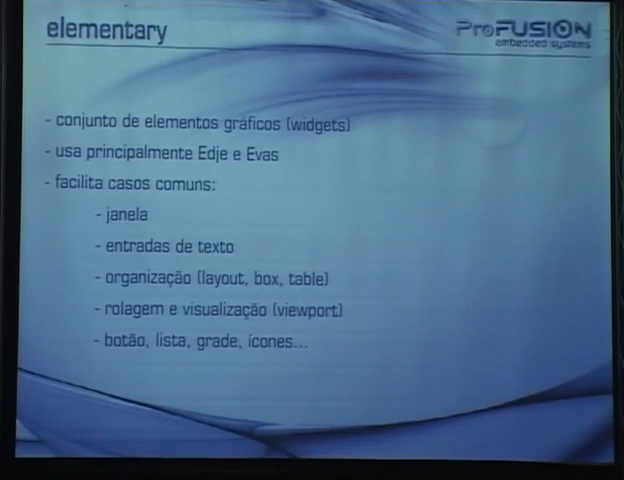 elementary
ProFUSION
embedded systems
- conjunto de elementos gráficos (widgets)
- usa principalmente Edje e Evas
- facilita casos comuns:
- janela
- entradas de texto
- organização (layout, box, table)
- rolagem e visualização (viewport)
- botão, lista, grade, ícones...